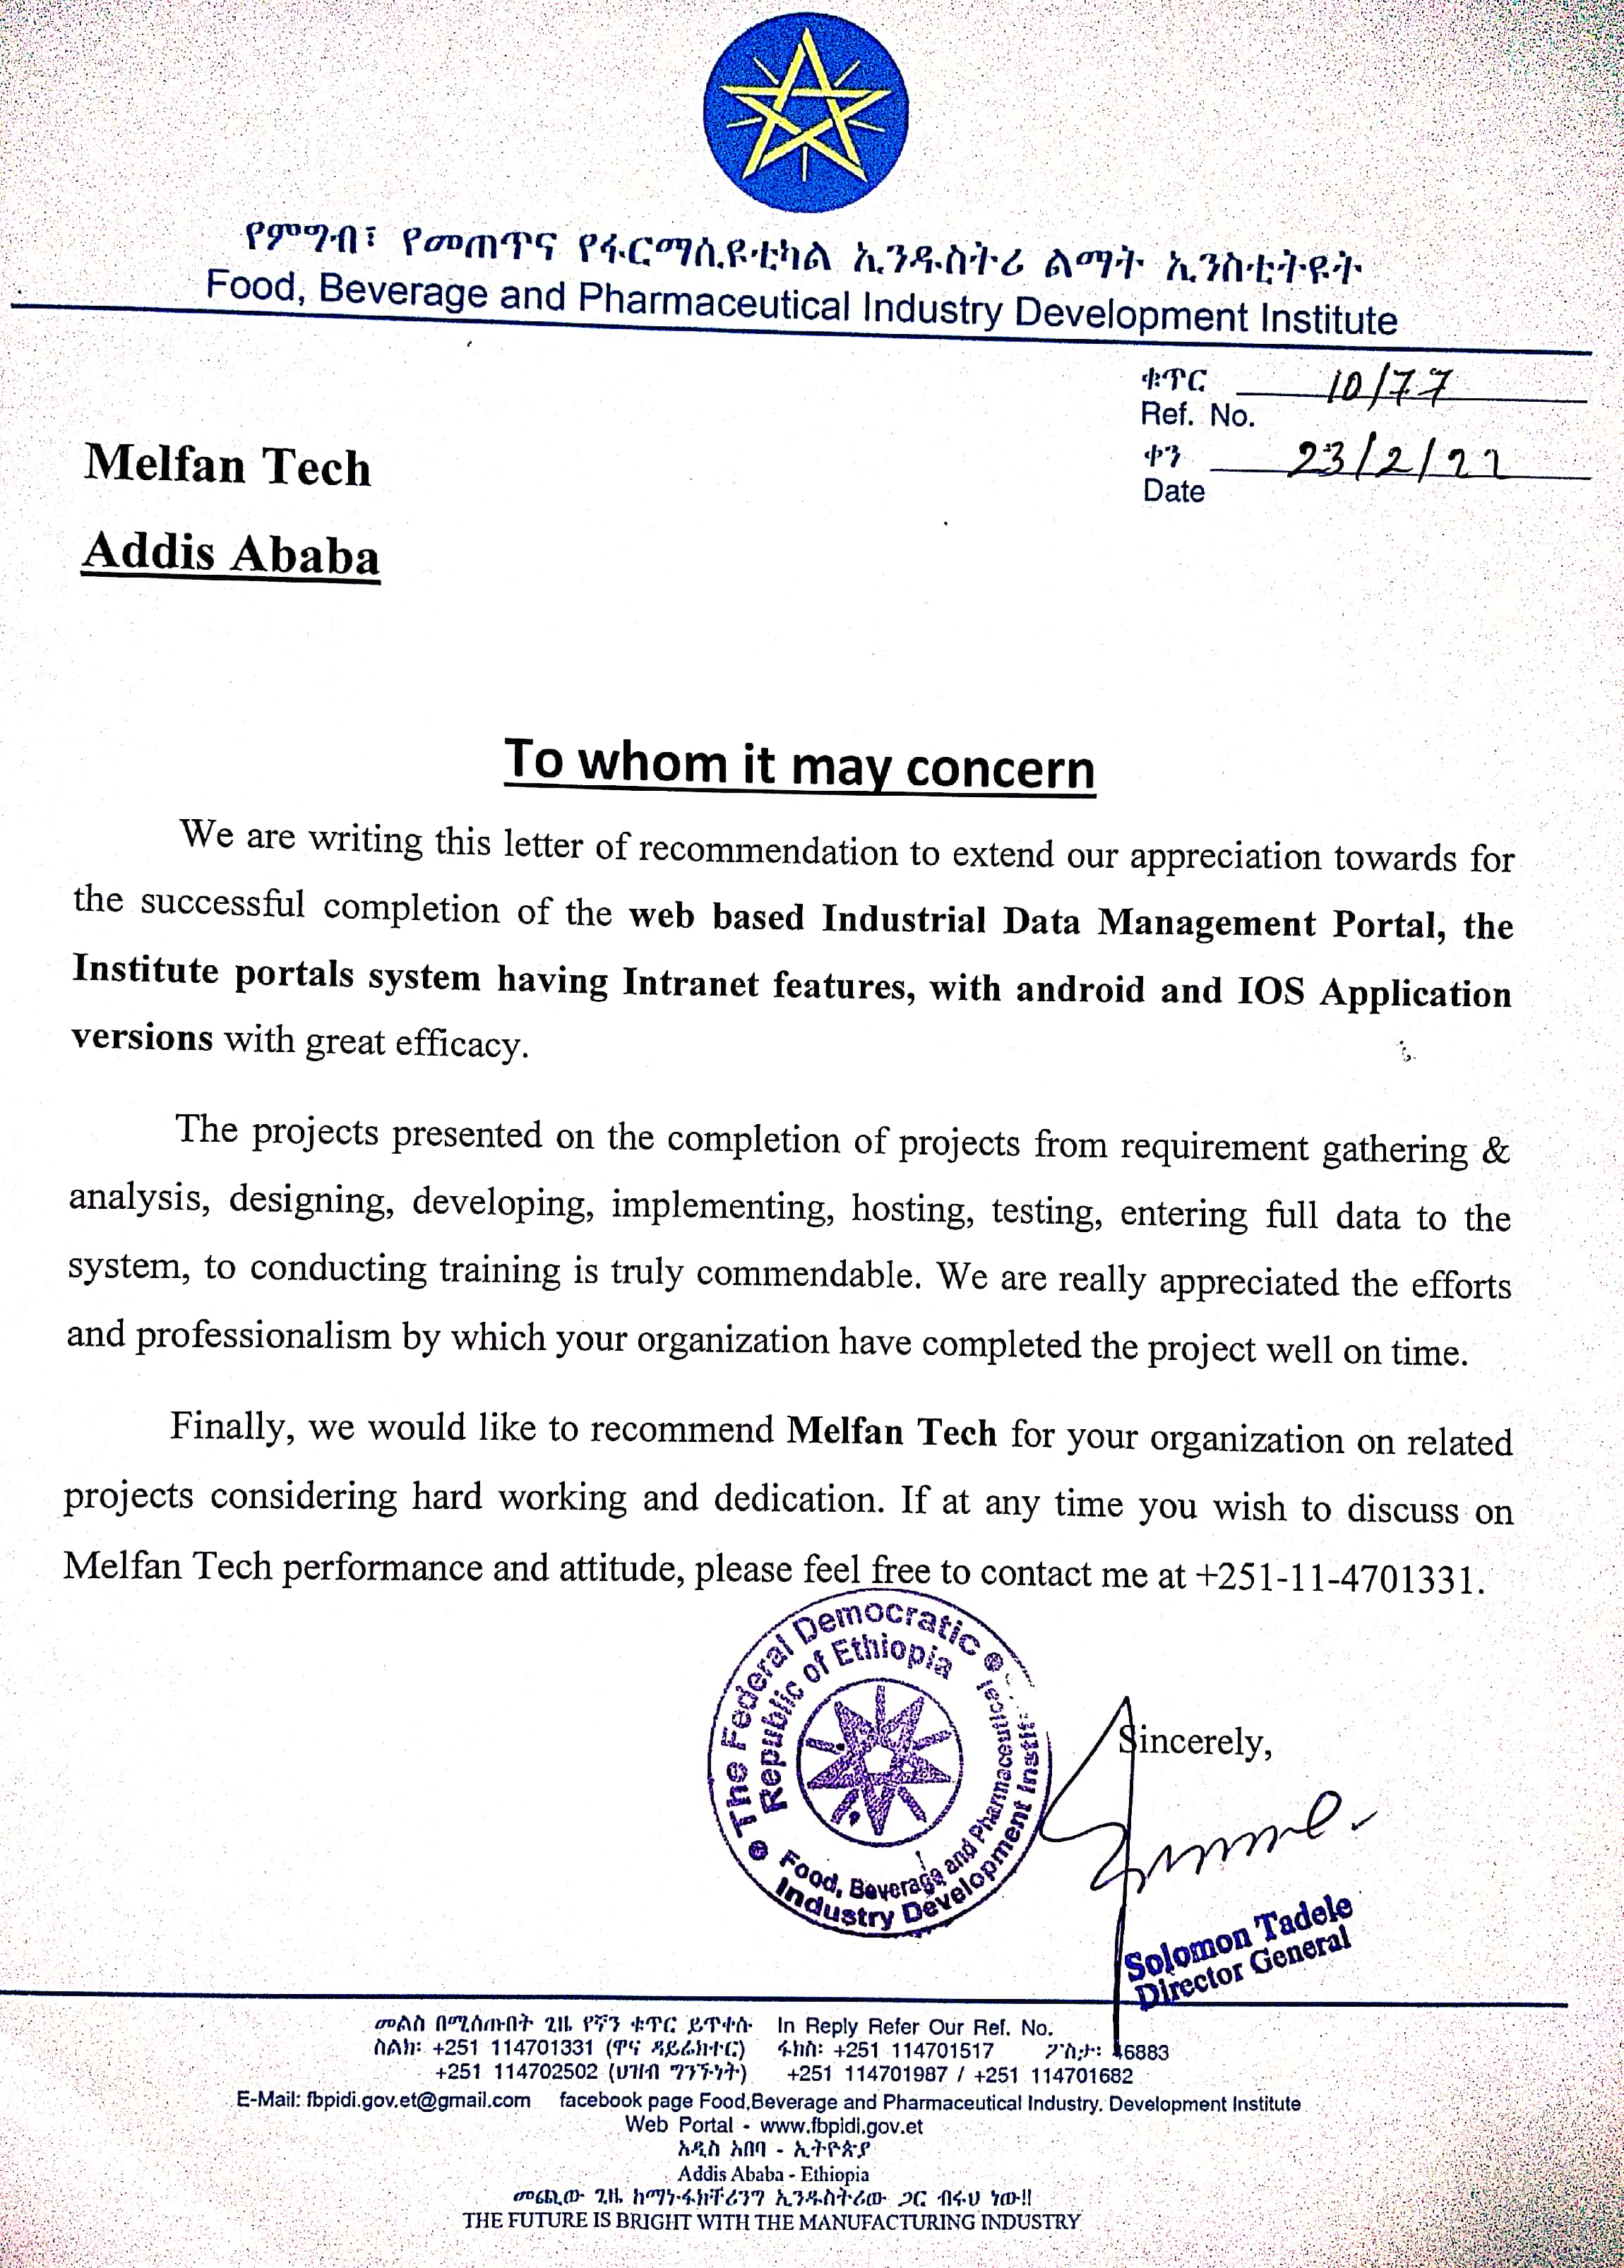 የምግብ፣ የመጠጥና የፋርማሲዩቲካል ኢንዱስትሪ ልማት ኢንስቲትዩት
Food, Beverage and Pharmaceutical Industry Development Institute
ቁጥር 10/77
Ref. No.
ቀን 23/2/22
Date
Melfan Tech
Addis Ababa
To whom it may concern
We are writing this letter of recommendation to extend our appreciation towards for
the successful completion of the web based Industrial Data Management Portal, the
Institute portals system having Intranet features, with android and IOS Application
versions with great efficacy.
The projects presented on the completion of projects from requirement gathering &
analysis, designing, developing, implementing, hosting, testing, entering full data to the
system, to conducting training is truly commendable. We are really appreciated the efforts
and professionalism by which your organization have completed the project well on time.
Finally, we would like to recommend Melfan Tech for your organization on related
projects considering hard working and dedication. If at any time you wish to discuss on
Melfan Tech performance and attitude, please feel free to contact me at +251-11-4701331.
The Federal Democratic
Republic of Ethiopia
Food, Beverage and Pharmaceutical
Industry Development
Sincerely,
Solomon Tadele
Director General
መልስ በሚሰጡበት ጊዜ የኛን ቁጥር ይጥቀሱ In Reply Refer Our Ref. No.
ስልክ፡ +251 114701331 (ዋና ዳይሬክተር) ፋክስ፡ +251 114701517 ፖስታ፡ 46883
+251 114702502 (ህዝብ ግንኙነት) +251 114701987 / +251 114701682
E-Mail: fbpidi.gov.et@gmail.com facebook page Food,Beverage and Pharmaceutical Industry. Development Institute
Web Portal - www.fbpidi.gov.et
አዲስ አበባ - ኢትዮጵያ
Addis Ababa - Ethiopia
መጪው ጊዜ ከማኑፋክቸሪንግ ኢንዱስትሪው ጋር ብሩህ ነው!!
THE FUTURE IS BRIGHT WITH THE MANUFACTURING INDUSTRY